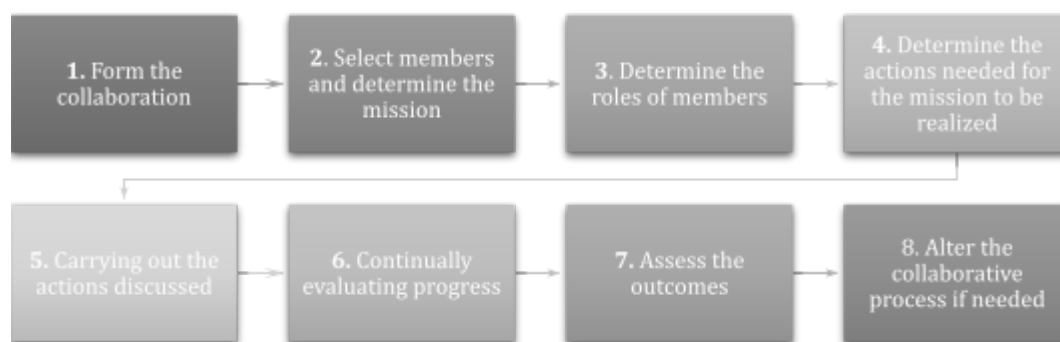 1. Form the
collaboration
2. Select members
and determine the
mission
3. Determine the
roles of members
4. Determine the
actions needed for
the mission to be
realized
5. Carrying out the
actions discussed
6. Continually
evaluating progress
7. Assess the
outcomes
8. Alter the
collaborative
process if needed